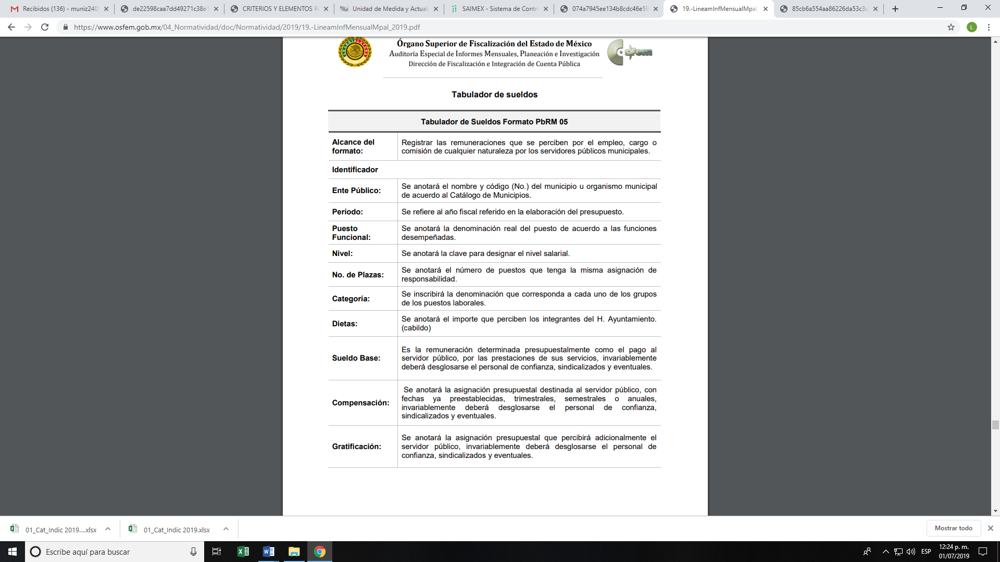 Recibidos (136) - muniz240
de22598caa7dd49271c38e1
CRITERIOS Y ELEMENTOS PA
Unidad de Medida y Actuali
SAIMEX - Sistema de Contro
074a7945ee134b8cdc46e59
19.-LineamInfMensualMpal
85cb6a554aa86226da53c3c
https://www.osfem.gob.mx/04_Normatividad/doc/Normatividad/2019/19.-LineamInfMensualMpal_2019.pdf
L
Órgano Superior de Fiscalización del Estado de México
Auditoría Especial de Informes Mensuales, Planeación e Investigación
Dirección de Fiscalización e Integración de Cuenta Pública
osfem
Tabulador de sueldos
Tabulador de Sueldos Formato PbRM 05
Alcance del formato:
Registrar las remuneraciones que se perciben por el empleo, cargo o
comisión de cualquier naturaleza por los servidores públicos municipales.
Identificador
Ente Público:
Se anotará el nombre y código (No.) del municipio u organismo municipal
de acuerdo al Catálogo de Municipios.
Período:
Se refiere al año fiscal referido en la elaboración del presupuesto.
Puesto Funcional:
Se anotará la denominación real del puesto de acuerdo a las funciones
desempeñadas.
Nivel:
Se anotará la clave para designar el nivel salarial.
No. de Plazas:
Se anotará el número de puestos que tenga la misma asignación de
responsabilidad.
Categoría:
Se inscribirá la denominación que corresponda a cada uno de los grupos
de los puestos laborales.
Dietas:
Se anotará el importe que perciben los integrantes del H. Ayuntamiento.
(cabildo)
Sueldo Base:
Es la remuneración determinada presupuestalmente como el pago al
servidor público, por las prestaciones de sus servicios, invariablemente
deberá desglosarse el personal de confianza, sindicalizados y eventuales.
Compensación:
Se anotará la asignación presupuestal destinada al servidor público, con
fechas ya preestablecidas, trimestrales, semestrales o anuales,
invariablemente deberá desglosarse el personal de confianza,
sindicalizados y eventuales.
Gratificación:
Se anotará la asignación presupuestal que percibirá adicionalmente el
servidor público, invariablemente deberá desglosarse el personal de
confianza, sindicalizados y eventuales.
01_Cat_Indic 2019....xlsx
01_Cat_Indic 2019.xlsx
Mostrar todo
Escribe aquí para buscar
ESP
12:24 p. m.
01/07/2019